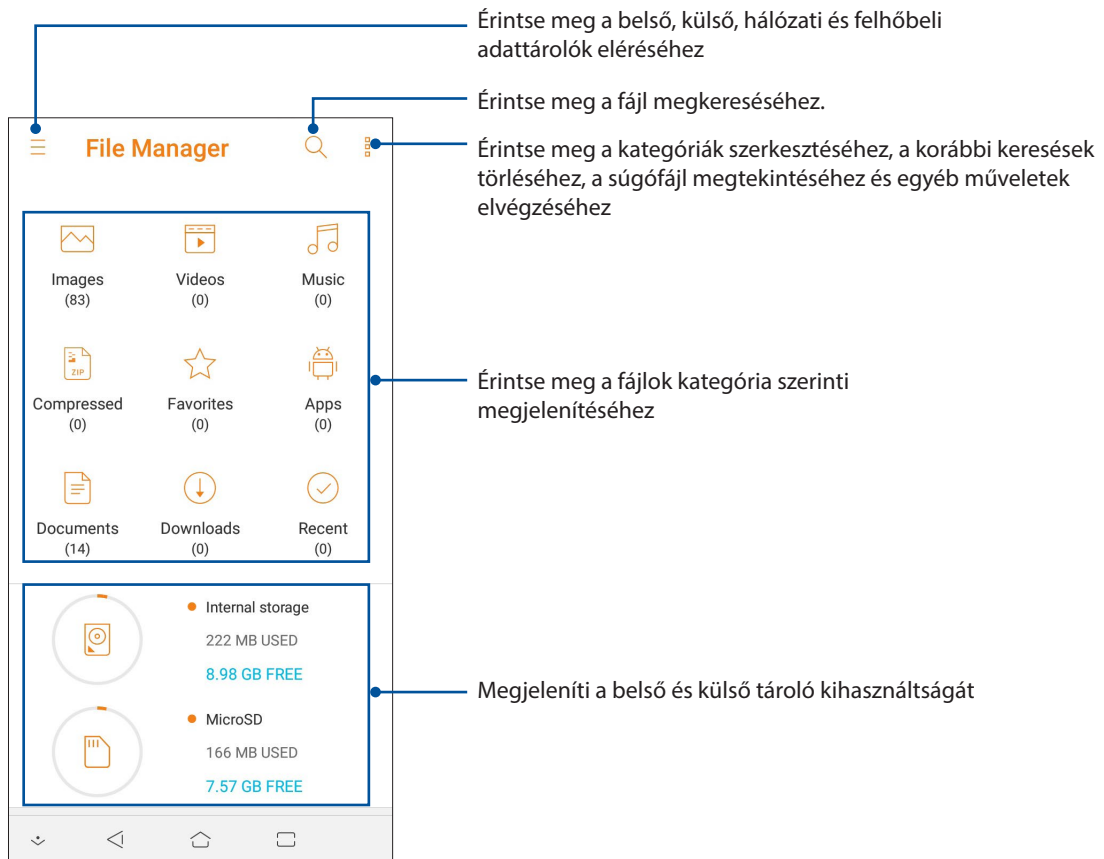 Érintse meg a belső, külső, hálózati és felhőbeli
adattárolók eléréséhez
Érintse meg a fájl megkereséséhez.
Érintse meg a kategóriák szerkesztéséhez, a korábbi keresések
törléséhez, a súgófájl megtekintéséhez és egyéb műveletek
elvégzéséhez
File Manager
Images
(83)
Videos
(0)
Music
(0)
ZIP
Compressed
(0)
Favorites
(0)
Apps
(0)
Érintse meg a fájlok kategória szerinti
megjelenítéséhez
Documents
(14)
Downloads
(0)
Recent
(0)
Internal storage
222 MB USED
8.98 GB FREE
Megjeleníti a belső és külső tároló kihasználtságát
MicroSD
166 MB USED
7.57 GB FREE